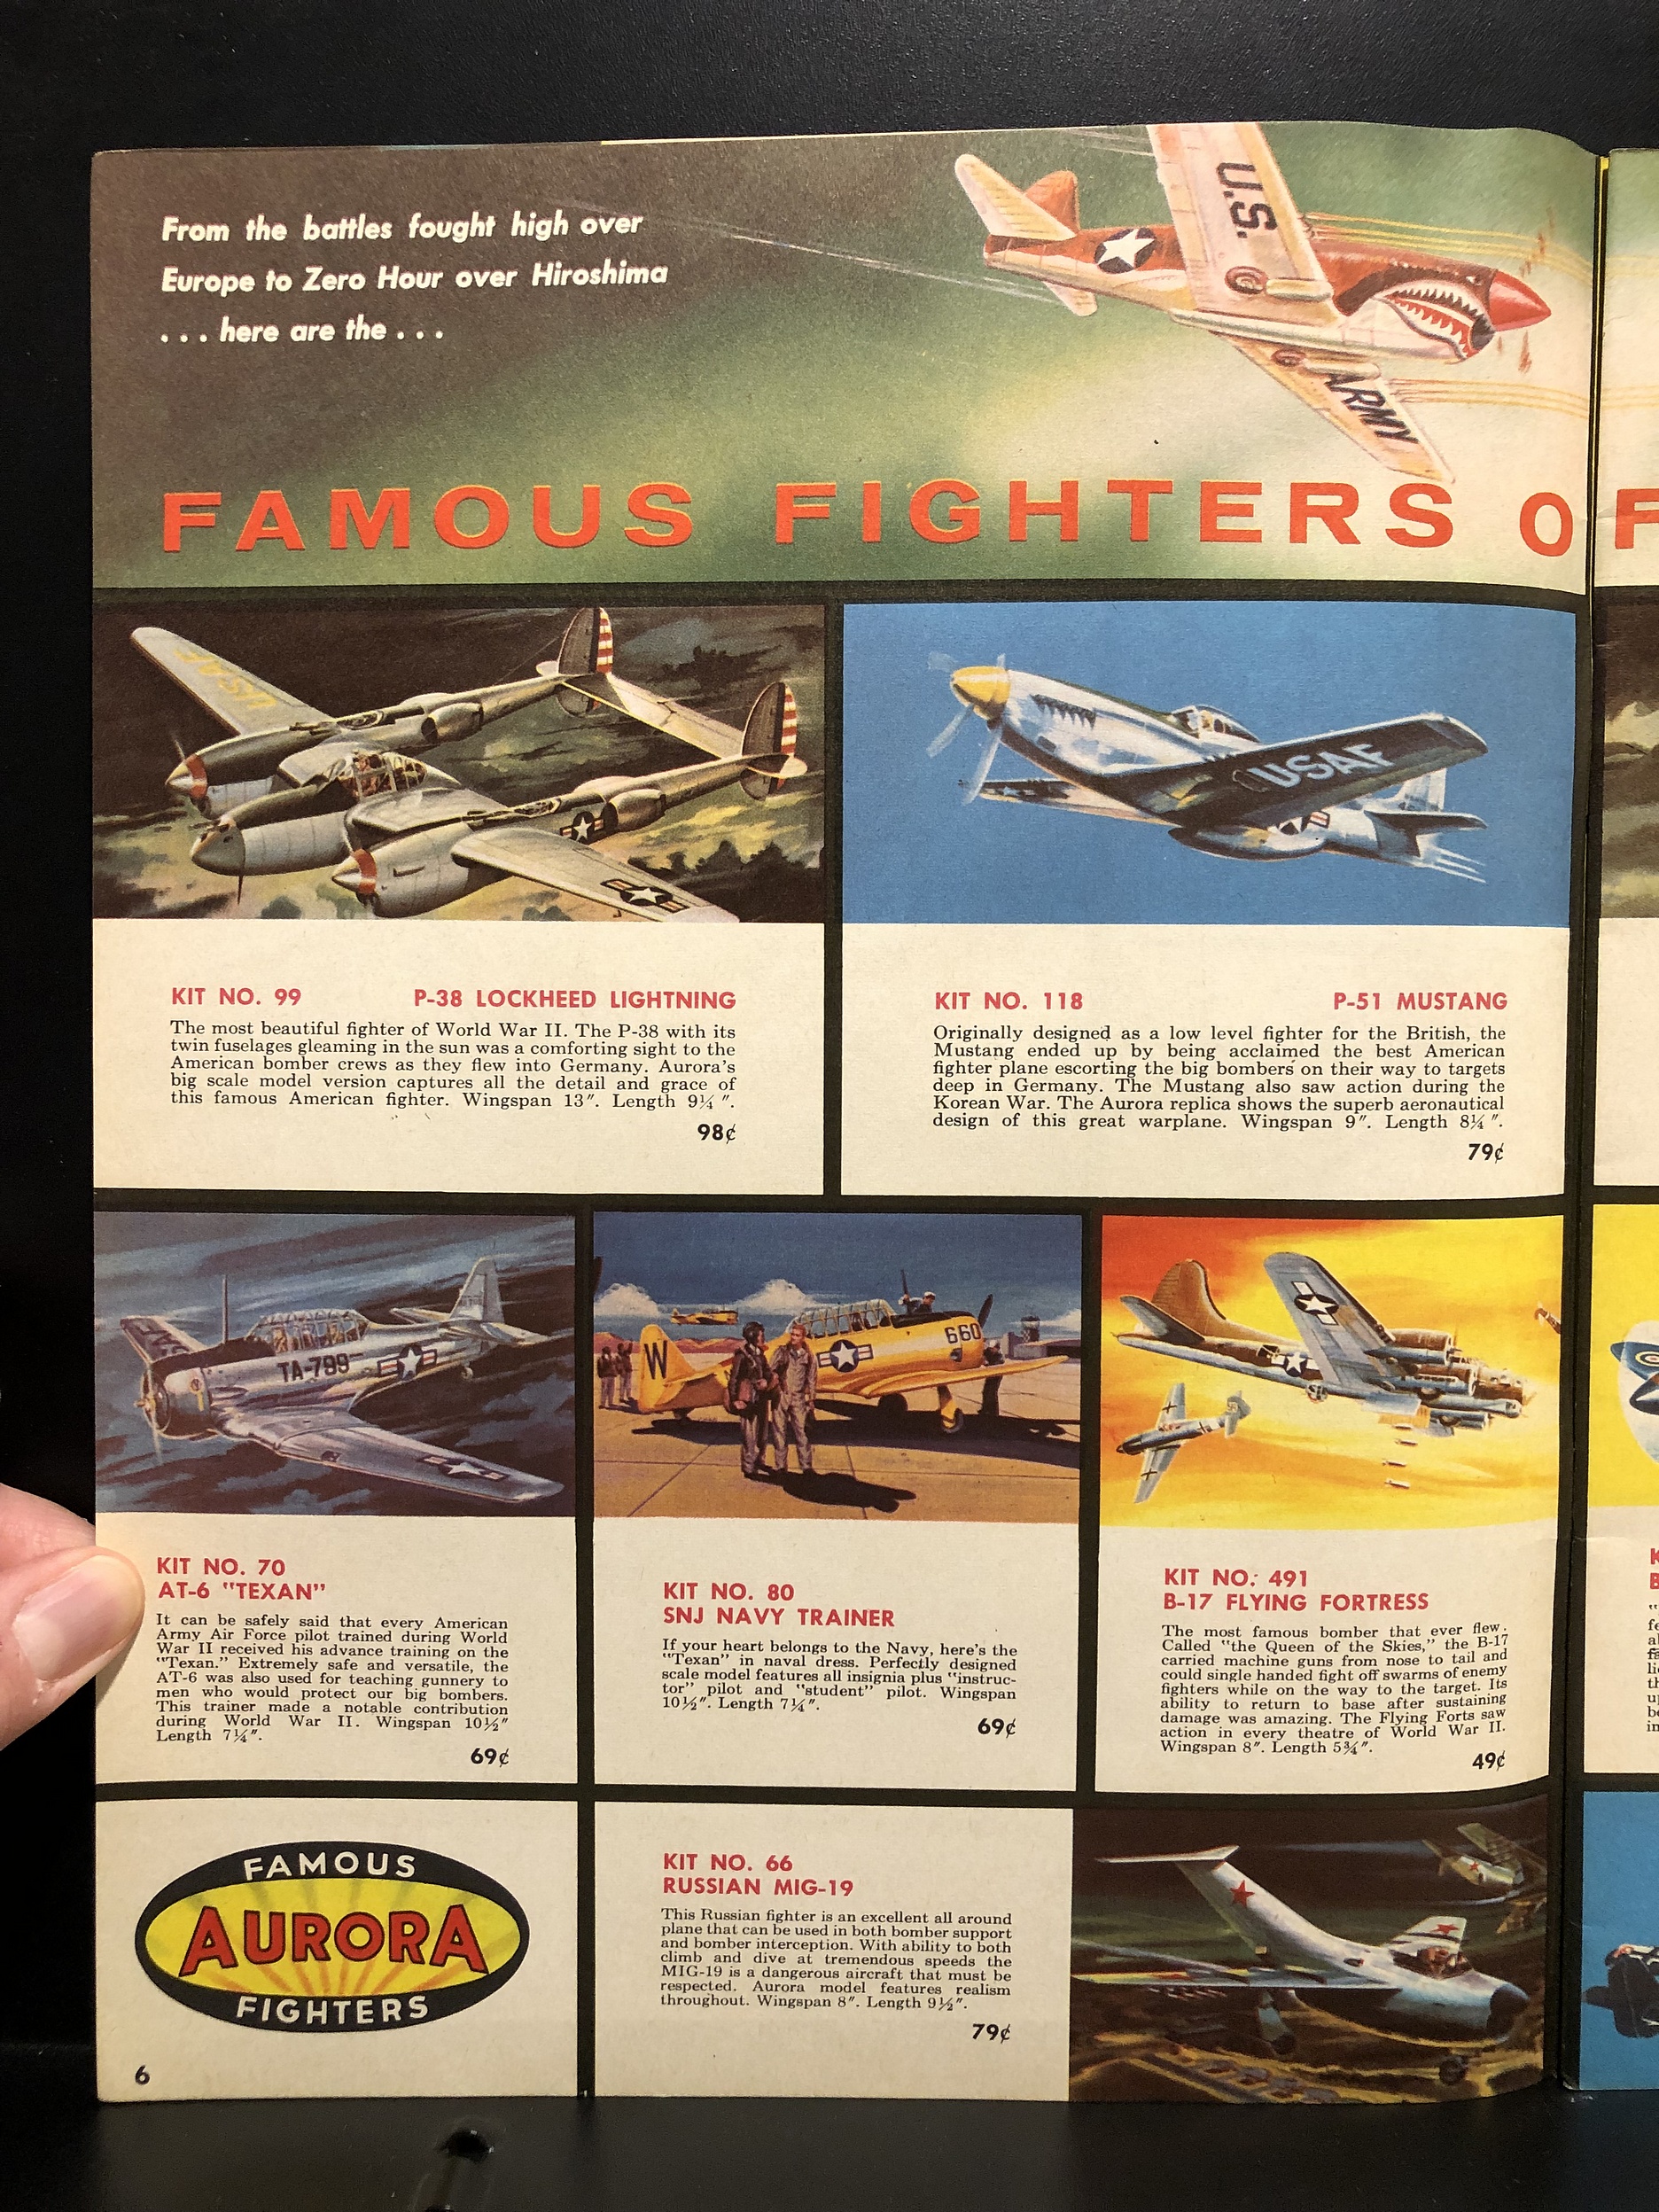 From the battles fought high over
Europe to Zero Hour over Hiroshima
. . . here are the . . .
U.S.
ARMY
FAMOUS FIGHTERS OF
USAF
USAF
KIT NO. 99 P-38 LOCKHEED LIGHTNING
The most beautiful fighter of World War II. The P-38 with its
twin fuselages gleaming in the sun was a comforting sight to the
American bomber crews as they flew into Germany. Aurora's
big scale model version captures all the detail and grace of
this famous American fighter. Wingspan 13". Length 9¼".
98¢
KIT NO. 118 P-51 MUSTANG
Originally designed as a low level fighter for the British, the
Mustang ended up by being acclaimed the best American
fighter plane escorting the big bombers on their way to targets
deep in Germany. The Mustang also saw action during the
Korean War. The Aurora replica shows the superb aeronautical
design of this great warplane. Wingspan 9". Length 8¼".
79¢
TA-799
KIT NO. 70
AT-6 "TEXAN"
It can be safely said that every American
Army Air Force pilot trained during World
War II received his advance training on the
"Texan." Extremely safe and versatile, the
AT-6 was also used for teaching gunnery to
men who would protect our big bombers.
This trainer made a notable contribution
during World War II. Wingspan 10½"
Length 7¼".
69¢
W
660
KIT NO. 80
SNJ NAVY TRAINER
If your heart belongs to the Navy, here's the
"Texan" in naval dress. Perfectly designed
scale model features all insignia plus "instruc-
tor" pilot and "student" pilot. Wingspan
10½". Length 7¼".
69¢
KIT NO. 491
B-17 FLYING FORTRESS
The most famous bomber that ever flew.
Called "the Queen of the Skies," the B-17
carried machine guns from nose to tail and
could single handed fight off swarms of enemy
fighters while on the way to the target. Its
ability to return to base after sustaining
damage was amazing. The Flying Forts saw
action in every theatre of World War II.
Wingspan 8". Length 5¾".
49¢
FAMOUS
AURORA
FIGHTERS
KIT NO. 66
RUSSIAN MIG-19
This Russian fighter is an excellent all around
plane that can be used in both bomber support
and bomber interception. With ability to both
climb and dive at tremendous speeds the
MIG-19 is a dangerous aircraft that must be
respected. Aurora model features realism
throughout. Wingspan 8". Length 9½".
79¢
6